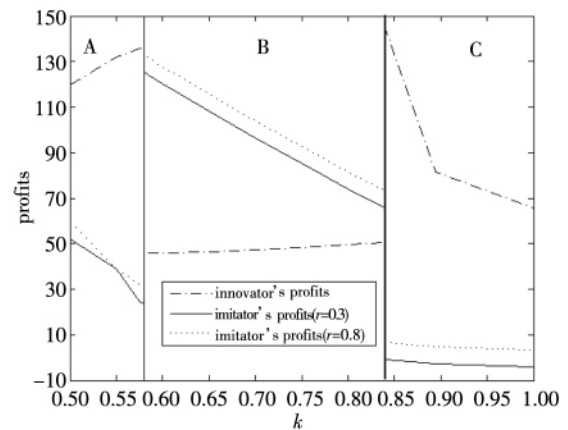 150
130
110
90
70
50
30
10
−10
profits
A
B
C
innovator's profits
imitator's profits(r=0.3)
imitator's profits(r=0.8)
0.50 0.55 0.60 0.65 0.70 0.75 0.80 0.85 0.90 0.95 1.00
k